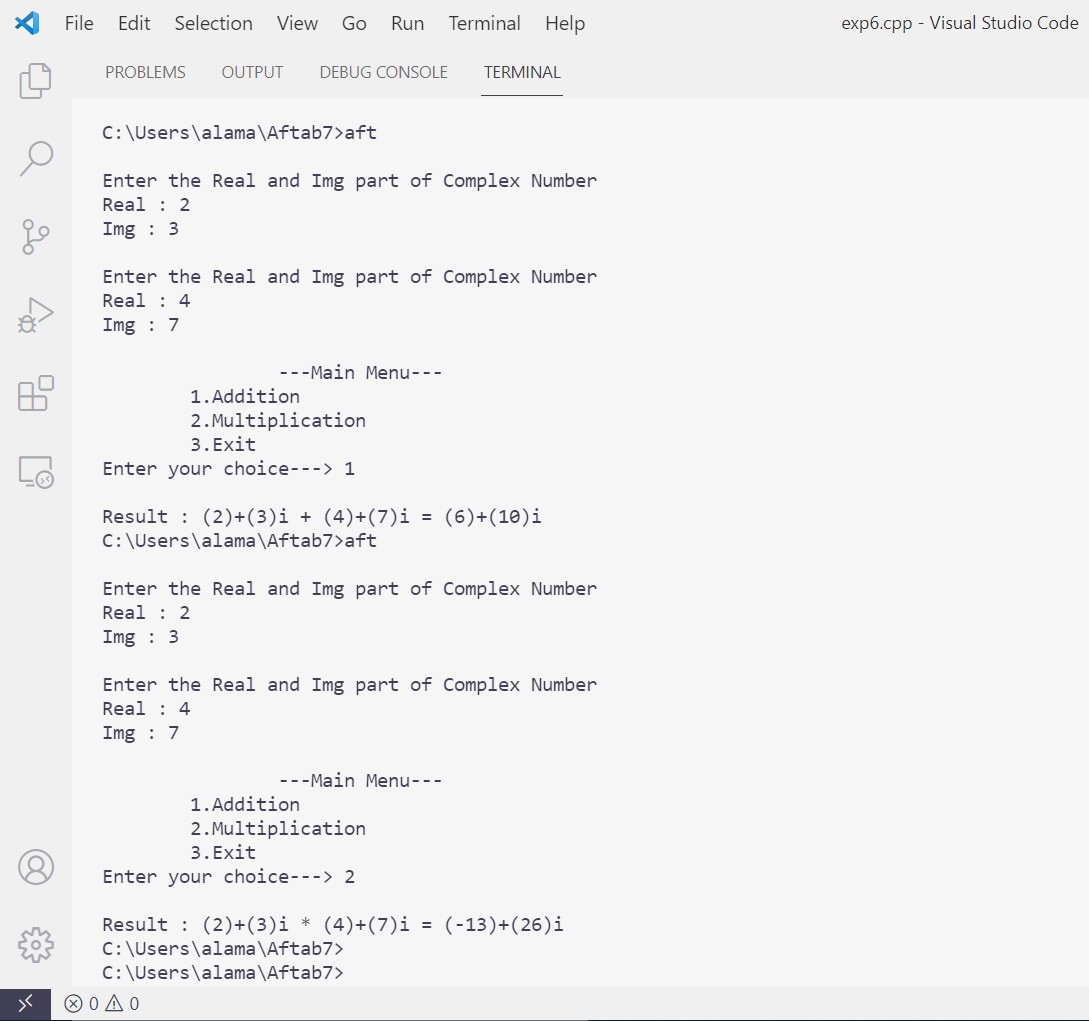 File Edit Selection View Go Run Terminal Help exp6.cpp - Visual Studio Code
PROBLEMS OUTPUT DEBUG CONSOLE TERMINAL
C:\Users\alama\Aftab7>aft
Enter the Real and Img part of Complex Number
Real : 2
Img : 3
Enter the Real and Img part of Complex Number
Real : 4
Img : 7
---Main Menu---
1.Addition
2.Multiplication
3.Exit
Enter your choice---> 1
Result : (2)+(3)i + (4)+(7)i = (6)+(10)i
C:\Users\alama\Aftab7>aft
Enter the Real and Img part of Complex Number
Real : 2
Img : 3
Enter the Real and Img part of Complex Number
Real : 4
Img : 7
---Main Menu---
1.Addition
2.Multiplication
3.Exit
Enter your choice---> 2
Result : (2)+(3)i * (4)+(7)i = (-13)+(26)i
C:\Users\alama\Aftab7>
C:\Users\alama\Aftab7>
0 0